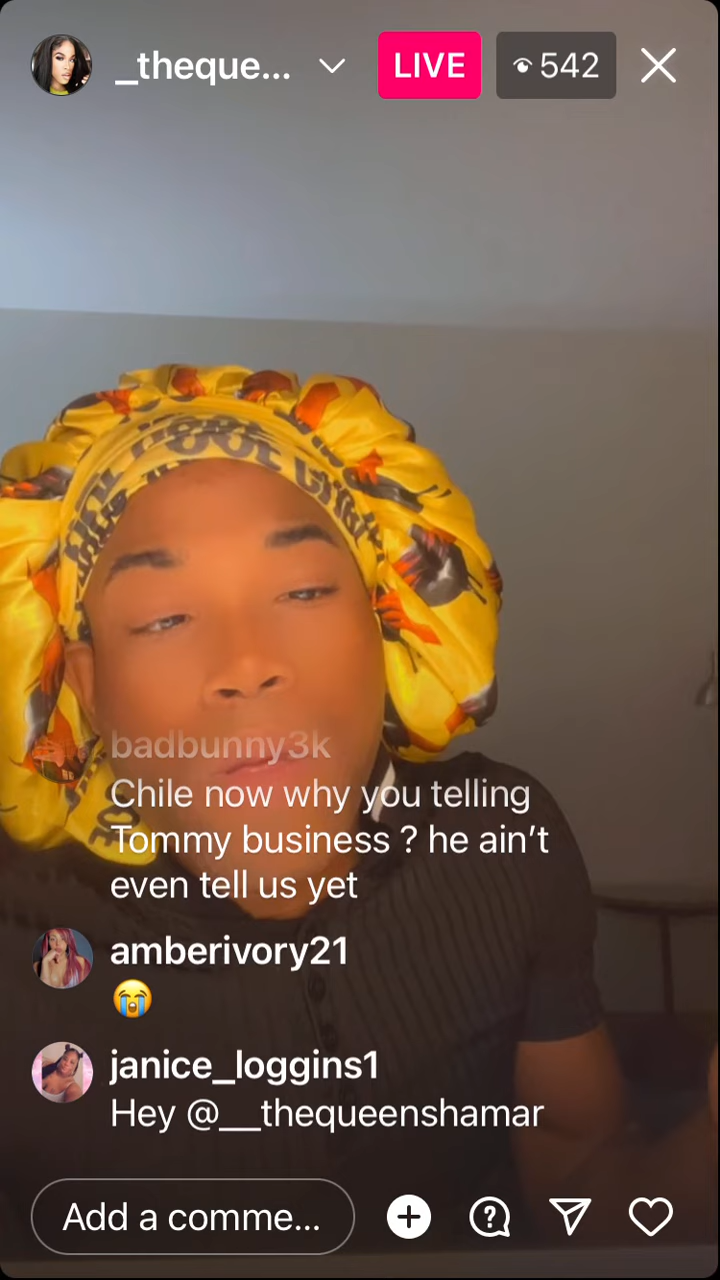 _theque...
LIVE
542
badbunny3k
Chile now why you telling
Tommy business ? he ain't
even tell us yet
amberivory21
😭
janice_loggins1
Hey @__thequeenshamar
Add a comme...